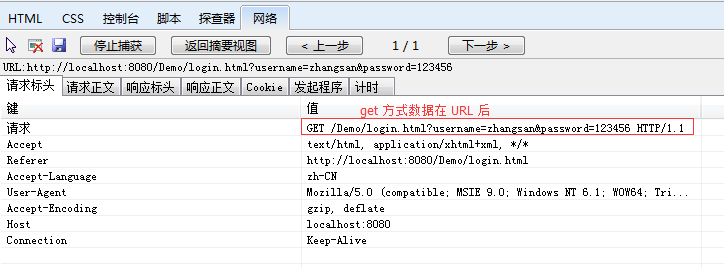 HTML CSS 控制台 脚本 探查器 网络
停止捕获 返回摘要视图 < 上一步 1 / 1 下一步 >
URL:http://localhost:8080/Demo/login.html?username=zhangsan&password=123456
请求标头 请求正文 响应标头 响应正文 Cookie 发起程序 计时
键 值 get 方式数据在 URL 后
请求 GET /Demo/login.html?username=zhangsan&password=123456 HTTP/1.1
Accept text/html, application/xhtml+xml, */*
Referer http://localhost:8080/Demo/login.html
Accept-Language zh-CN
User-Agent Mozilla/5.0 (compatible; MSIE 9.0; Windows NT 6.1; WOW64; Tri...
Accept-Encoding gzip, deflate
Host localhost:8080
Connection Keep-Alive